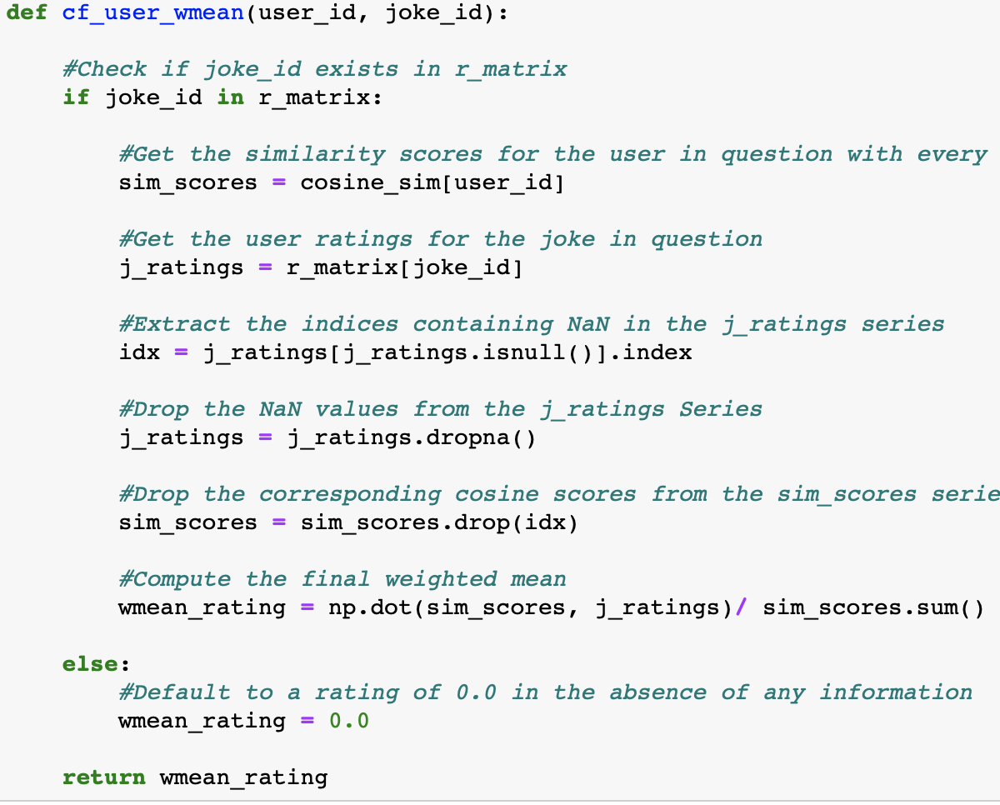 def cf_user_wmean(user_id, joke_id):
#Check if joke_id exists in r_matrix
if joke_id in r_matrix:
#Get the similarity scores for the user in question with every
sim_scores = cosine_sim[user_id]
#Get the user ratings for the joke in question
j_ratings = r_matrix[joke_id]
#Extract the indices containing NaN in the j_ratings series
idx = j_ratings[j_ratings.isnull()].index
#Drop the NaN values from the j_ratings Series
j_ratings = j_ratings.dropna()
#Drop the corresponding cosine scores from the sim_scores serie
sim_scores = sim_scores.drop(idx)
#Compute the final weighted mean
wmean_rating = np.dot(sim_scores, j_ratings)/ sim_scores.sum()
else:
#Default to a rating of 0.0 in the absence of any information
wmean_rating = 0.0
return wmean_rating